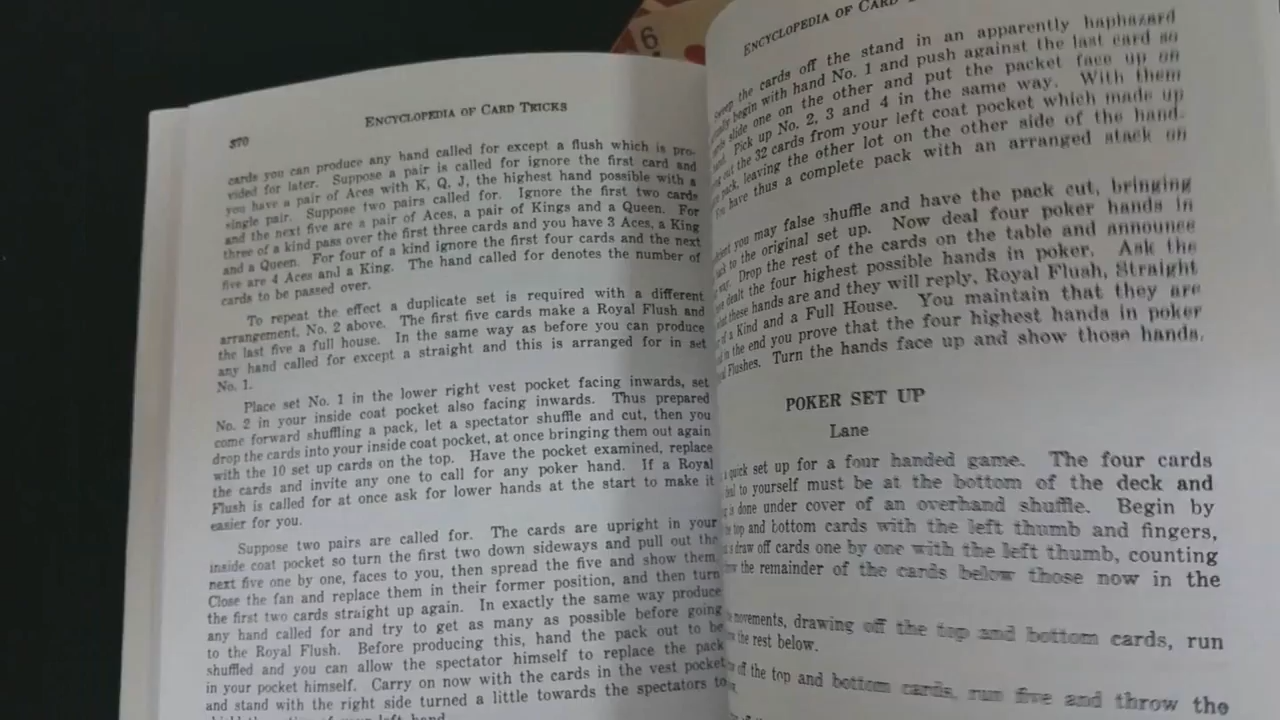 6
370
ENCYCLOPEDIA OF CARD TRICKS
cards you can produce any hand called for except a flush which is pro-
vided for later. Suppose a pair is called for ignore the first card and
you have a pair of Aces with K, Q, J, the highest hand possible with a
single pair. Suppose two pairs called for. Ignore the first two cards
and the next five are a pair of Aces, a pair of Kings and a Queen. For
three of a kind pass over the first three cards and you have 3 Aces, a King
and a Queen. For four of a kind ignore the first four cards and the next
five are 4 Aces and a King. The hand called for denotes the number of
cards to be passed over.
To repeat the effect a duplicate set is required with a different
arrangement, No. 2 above. The first five cards make a Royal Flush and
the last five a full house. In the same way as before you can produce
any hand called for except a straight and this is arranged for in set
No. 1.
Place set No. 1 in the lower right vest pocket facing inwards, set
No. 2 in your inside coat pocket also facing inwards. Thus prepared
come forward shuffling a pack, let a spectator shuffle and cut, then you
drop the cards into your inside coat pocket, at once bringing them out again
with the 10 set up cards on the top. Have the pocket examined, replace
the cards and invite any one to call for any poker hand. If a Royal
Flush is called for at once ask for lower hands at the start to make it
easier for you.
Suppose two pairs are called for. The cards are upright in your
inside coat pocket so turn the first two down sideways and pull out the
next five one by one, faces to you, then spread the five and show them
Close the fan and replace them in their former position, and then turn
the first two cards straight up again. In exactly the same way produce
any hand called for and try to get as many as possible before going
to the Royal Flush. Before producing this, hand the pack out to be
shuffled and you can allow the spectator himself to replace the pack
in your pocket himself. Carry on now with the cards in the vest pocket
and stand with the right side turned a little towards the spectators to
left hand
ENCYCLOPEDIA OF CARD
the cards off the stand in an apparently haphazard
begin with hand No. 1 and push against the last card so
slide one on the other and put the packet face up on
Pick up No. 2, 3 and 4 in the same way. With them
out the 32 cards from your left coat pocket which made up
pack, leaving the other lot on the other side of the hand.
You have thus a complete pack with an arranged stack on
you may false shuffle and have the pack cut, bringing
to the original set up. Now deal four poker hands in
way. Drop the rest of the cards on the table and announce
dealt the four highest possible hands in poker. Ask the
these hands are and they will reply, Royal Flush, Straight
of a Kind and a Full House. You maintain that they are
in the end you prove that the four highest hands in poker
Flushes. Turn the hands face up and show those hands.
POKER SET UP
Lane
quick set up for a four handed game. The four cards
to yourself must be at the bottom of the deck and
is done under cover of an overhand shuffle. Begin by
top and bottom cards with the left thumb and fingers,
draw off cards one by one with the left thumb, counting
the remainder of the cards below those now in the
movements, drawing off the top and bottom cards, run
the rest below.
off the top and bottom cards, run five and throw the